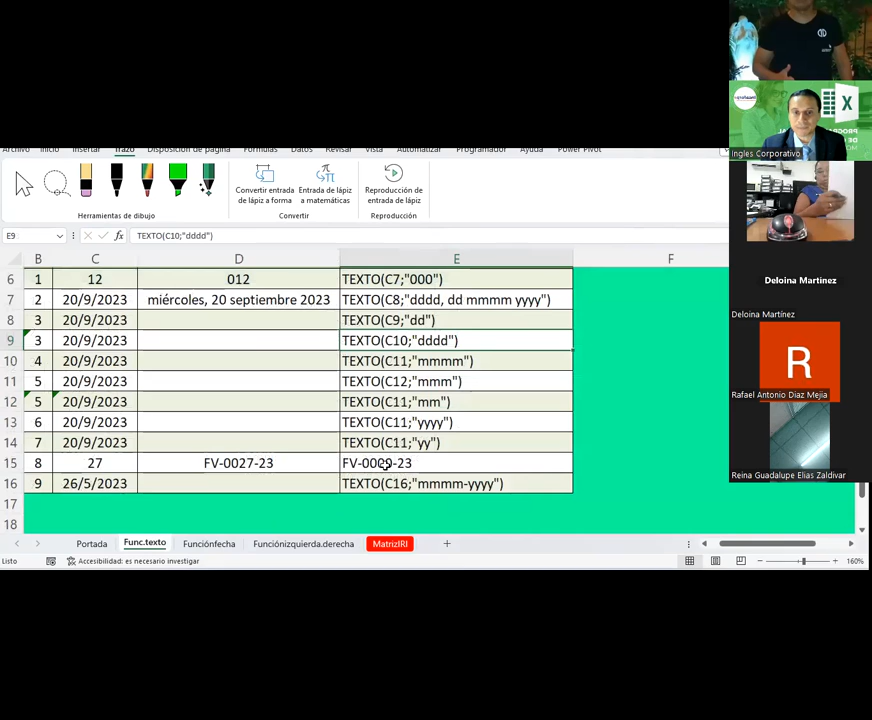 Archivo Inicio Insertar Trazo Disposición de página Fórmulas Datos Revisar Vista Automatizar Programador Ayuda Power Pivot
Convertir entrada de lápiz a forma
Entrada de lápiz a matemáticas
Reproducción de entrada de lápiz
Herramientas de dibujo
Convertir
Reproducción
E9 fx TEXTO(C10;"dddd")
B C D E F
6 1 12 012 TEXTO(C7;"000")
7 2 20/9/2023 miércoles, 20 septiembre 2023 TEXTO(C8;"dddd, dd mmmm yyyy")
8 3 20/9/2023 TEXTO(C9;"dd")
9 3 20/9/2023 TEXTO(C10;"dddd")
10 4 20/9/2023 TEXTO(C11;"mmmm")
11 5 20/9/2023 TEXTO(C12;"mmm")
12 5 20/9/2023 TEXTO(C11;"mm")
13 6 20/9/2023 TEXTO(C11;"yyyy")
14 7 20/9/2023 TEXTO(C11;"yy")
15 8 27 FV-0027-23
16 9 26/5/2023 TEXTO(C16;"mmmm-yyyy")
17
18
Portada Func.texto Funciónfecha Funciónizquierda.derecha MatrizIRI +
Listo Accesibilidad: es necesario investigar 160%
X
Ingles Corporativo
Deloina Martinez
Deloina Martínez
R
Rafael Antonio Diaz Mejia
Reina Guadalupe Elias Zaldivar